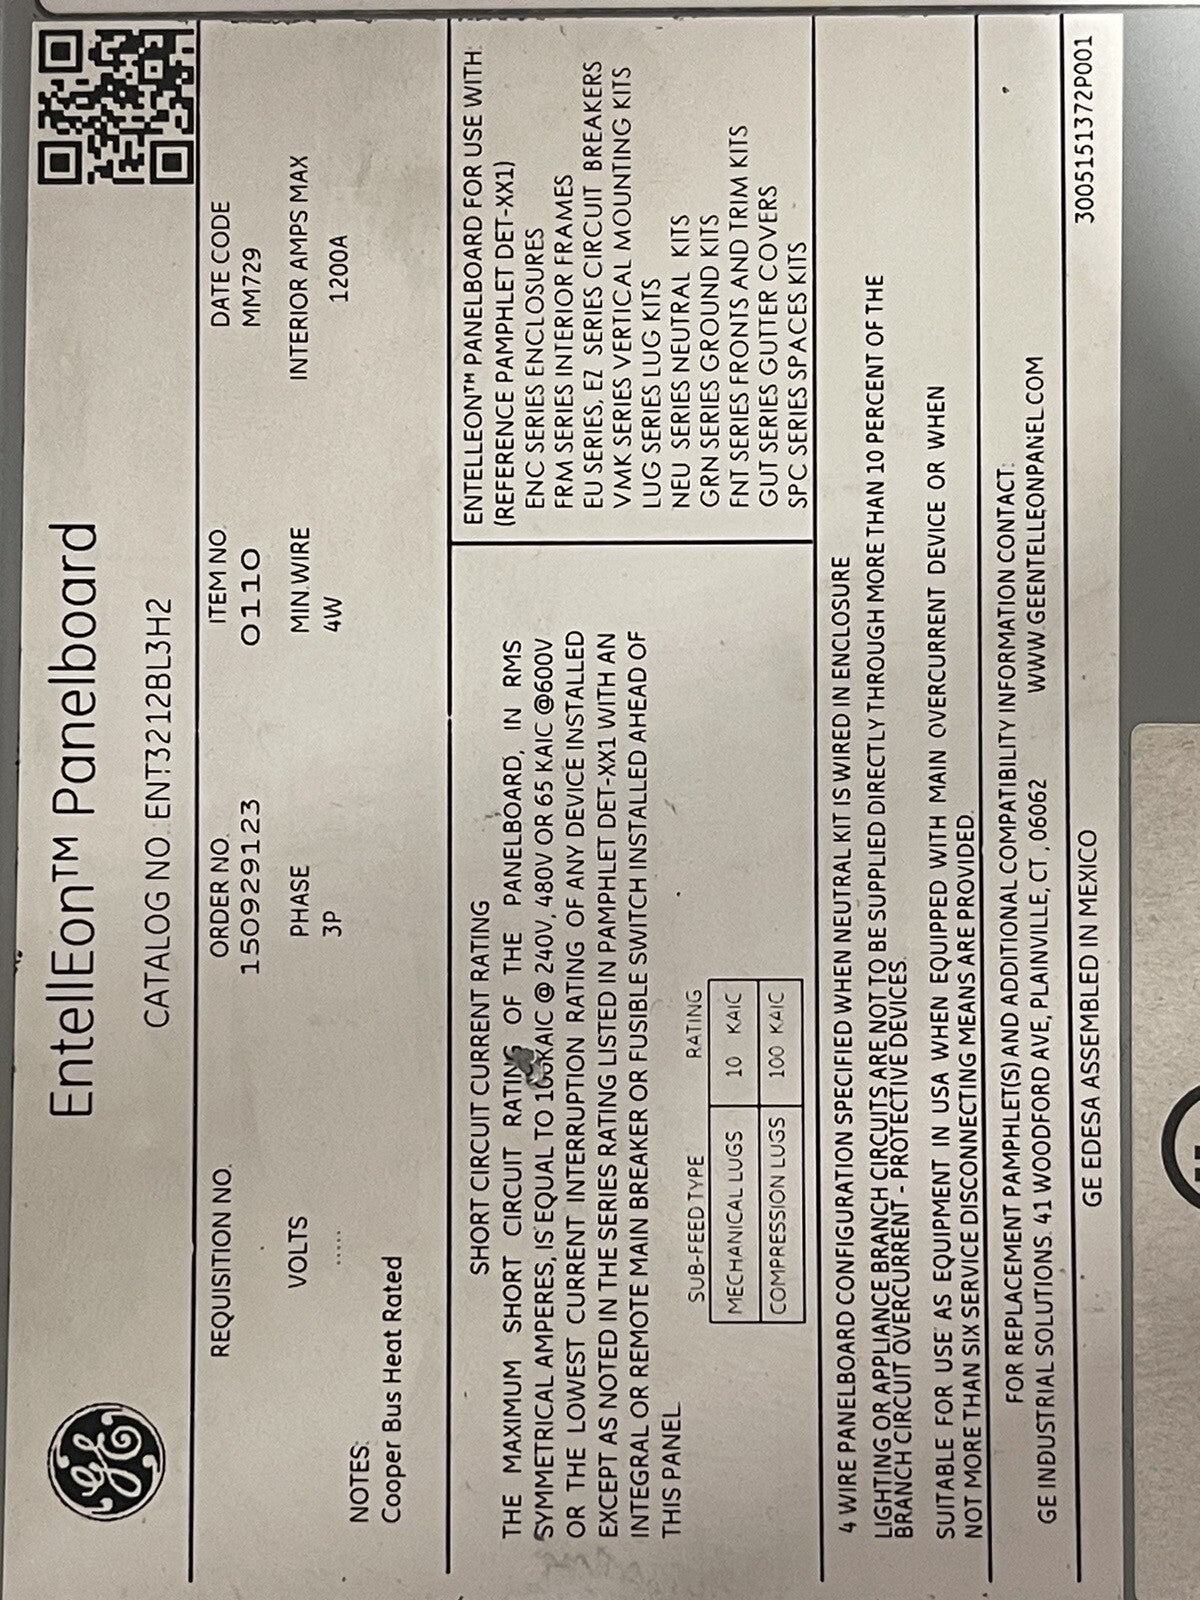 EntellEon™ Panelboard
CATALOG NO ENT3212BL3H2
REQUISITION NO.
ORDER NO.
150929123
ITEM NO.
0110
DATE CODE
MM729
VOLTS
.....
PHASE
3P
MIN.WIRE
4W
INTERIOR AMPS MAX
1200A
NOTES:
Cooper Bus Heat Rated
SHORT CIRCUIT CURRENT RATING
THE MAXIMUM SHORT CIRCUIT RATING OF THE PANELBOARD, IN RMS
SYMMETRICAL AMPERES, IS EQUAL TO 100KAIC @ 240V, 480V OR 65 KAIC @600V
OR THE LOWEST CURRENT INTERRUPTION RATING OF ANY DEVICE INSTALLED
EXCEPT AS NOTED IN THE SERIES RATING LISTED IN PAMPHLET DET-XX1 WITH AN
INTEGRAL OR REMOTE MAIN BREAKER OR FUSIBLE SWITCH INSTALLED AHEAD OF
THIS PANEL
SUB-FEED TYPE RATING
MECHANICAL LUGS 10 KAIC
COMPRESSION LUGS 100 KAIC
ENTELLEON™ PANELBOARD FOR USE WITH:
(REFERENCE PAMPHLET DET-XX1)
ENC SERIES ENCLOSURES
FRM SERIES INTERIOR FRAMES
EU SERIES, EZ SERIES CIRCUIT BREAKERS
VMK SERIES VERTICAL MOUNTING KITS
LUG SERIES LUG KITS
NEU SERIES NEUTRAL KITS
GRN SERIES GROUND KITS
FNT SERIES FRONTS AND TRIM KITS
GUT SERIES GUTTER COVERS
SPC SERIES SPACES KITS
4 WIRE PANELBOARD CONFIGURATION SPECIFIED WHEN NEUTRAL KIT IS WIRED IN ENCLOSURE
LIGHTING OR APPLIANCE BRANCH CIRCUITS ARE NOT TO BE SUPPLIED DIRECTLY THROUGH MORE THAN 10 PERCENT OF THE
BRANCH CIRCUIT OVERCURRENT - PROTECTIVE DEVICES.
SUITABLE FOR USE AS EQUIPMENT IN USA WHEN EQUIPPED WITH MAIN OVERCURRENT DEVICE OR WHEN
NOT MORE THAN SIX SERVICE DISCONNECTING MEANS ARE PROVIDED.
FOR REPLACEMENT PAMPHLET(S) AND ADDITIONAL COMPATIBILITY INFORMATION CONTACT:
GE INDUSTRIAL SOLUTIONS. 41 WOODFORD AVE, PLAINVILLE, CT , 06062 WWW.GEENTELLEONPANEL.COM
GE EDESA ASSEMBLED IN MEXICO
3005151372P001